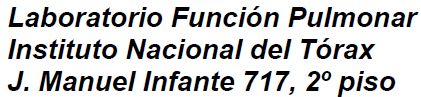 Laboratorio Función Pulmonar
Instituto Nacional del Tórax
J. Manuel Infante 717, 2º piso